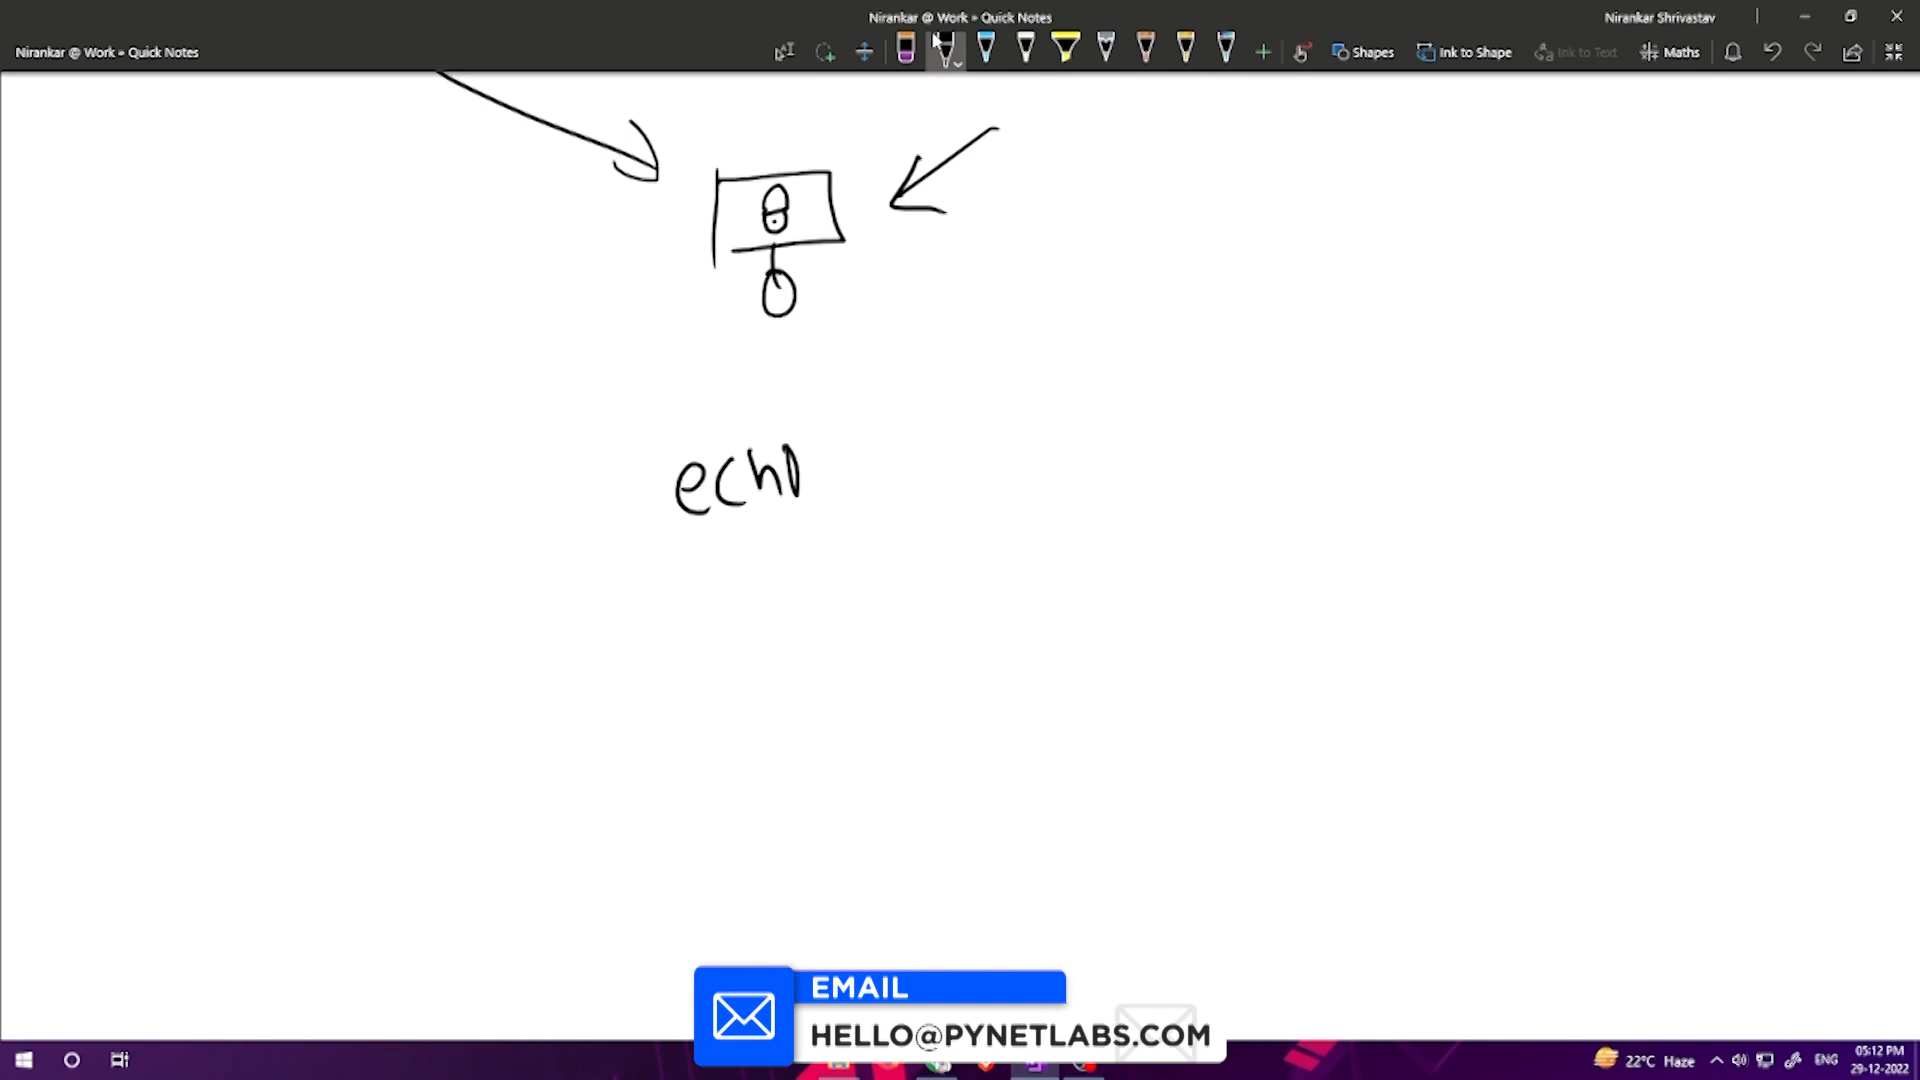 Nirankar @ Work » Quick Notes
Nirankar Shrivastav
Nirankar @ Work » Quick Notes
Shapes
Ink to Shape
Ink to Text
Maths
echo
EMAIL
HELLO@PYNETLABS.COM
22°C Haze
ENG
05:12 PM
29-12-2022